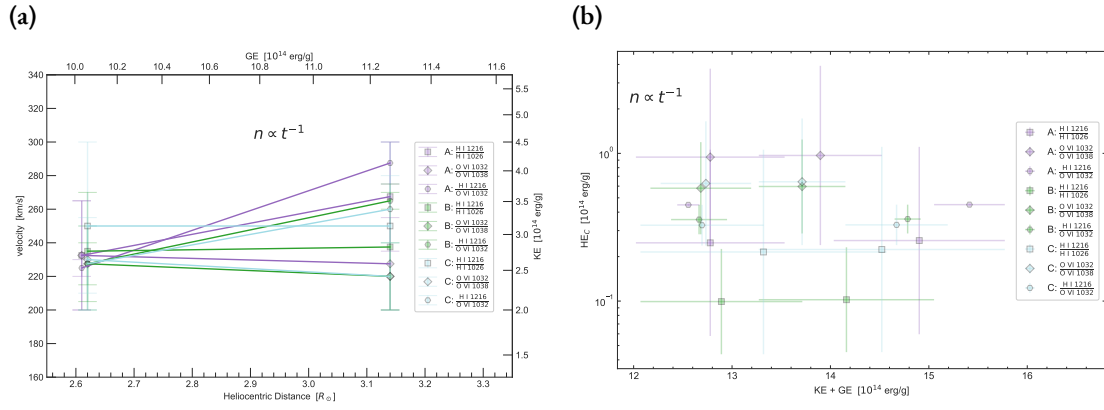 (a)
GE [10^14 erg/g]
10.0 10.2 10.4 10.6 10.8 11.0 11.2 11.4 11.6
340
320
300
280
260
240
220
200
180
160
velocity [km/s]
n ∝ t^-1
5.5
5.0
4.5
4.0
3.5
3.0
2.5
2.0
1.5
KE [10^14 erg/g]
A: H I 1216 / H I 1026
A: O VI 1032 / O VI 1038
A: H I 1216 / O VI 1032
B: H I 1216 / H I 1026
B: O VI 1032 / O VI 1038
B: H I 1216 / O VI 1032
C: H I 1216 / H I 1026
C: O VI 1032 / O VI 1038
C: H I 1216 / O VI 1032
2.6 2.7 2.8 2.9 3.0 3.1 3.2 3.3
Heliocentric Distance [R☉]
(b)
n ∝ t^-1
10^0
10^-1
HE_C [10^14 erg/g]
A: H I 1216 / H I 1026
A: O VI 1032 / O VI 1038
A: H I 1216 / O VI 1032
B: H I 1216 / H I 1026
B: O VI 1032 / O VI 1038
B: H I 1216 / O VI 1032
C: H I 1216 / H I 1026
C: O VI 1032 / O VI 1038
C: H I 1216 / O VI 1032
12 13 14 15 16
KE + GE [10^14 erg/g]